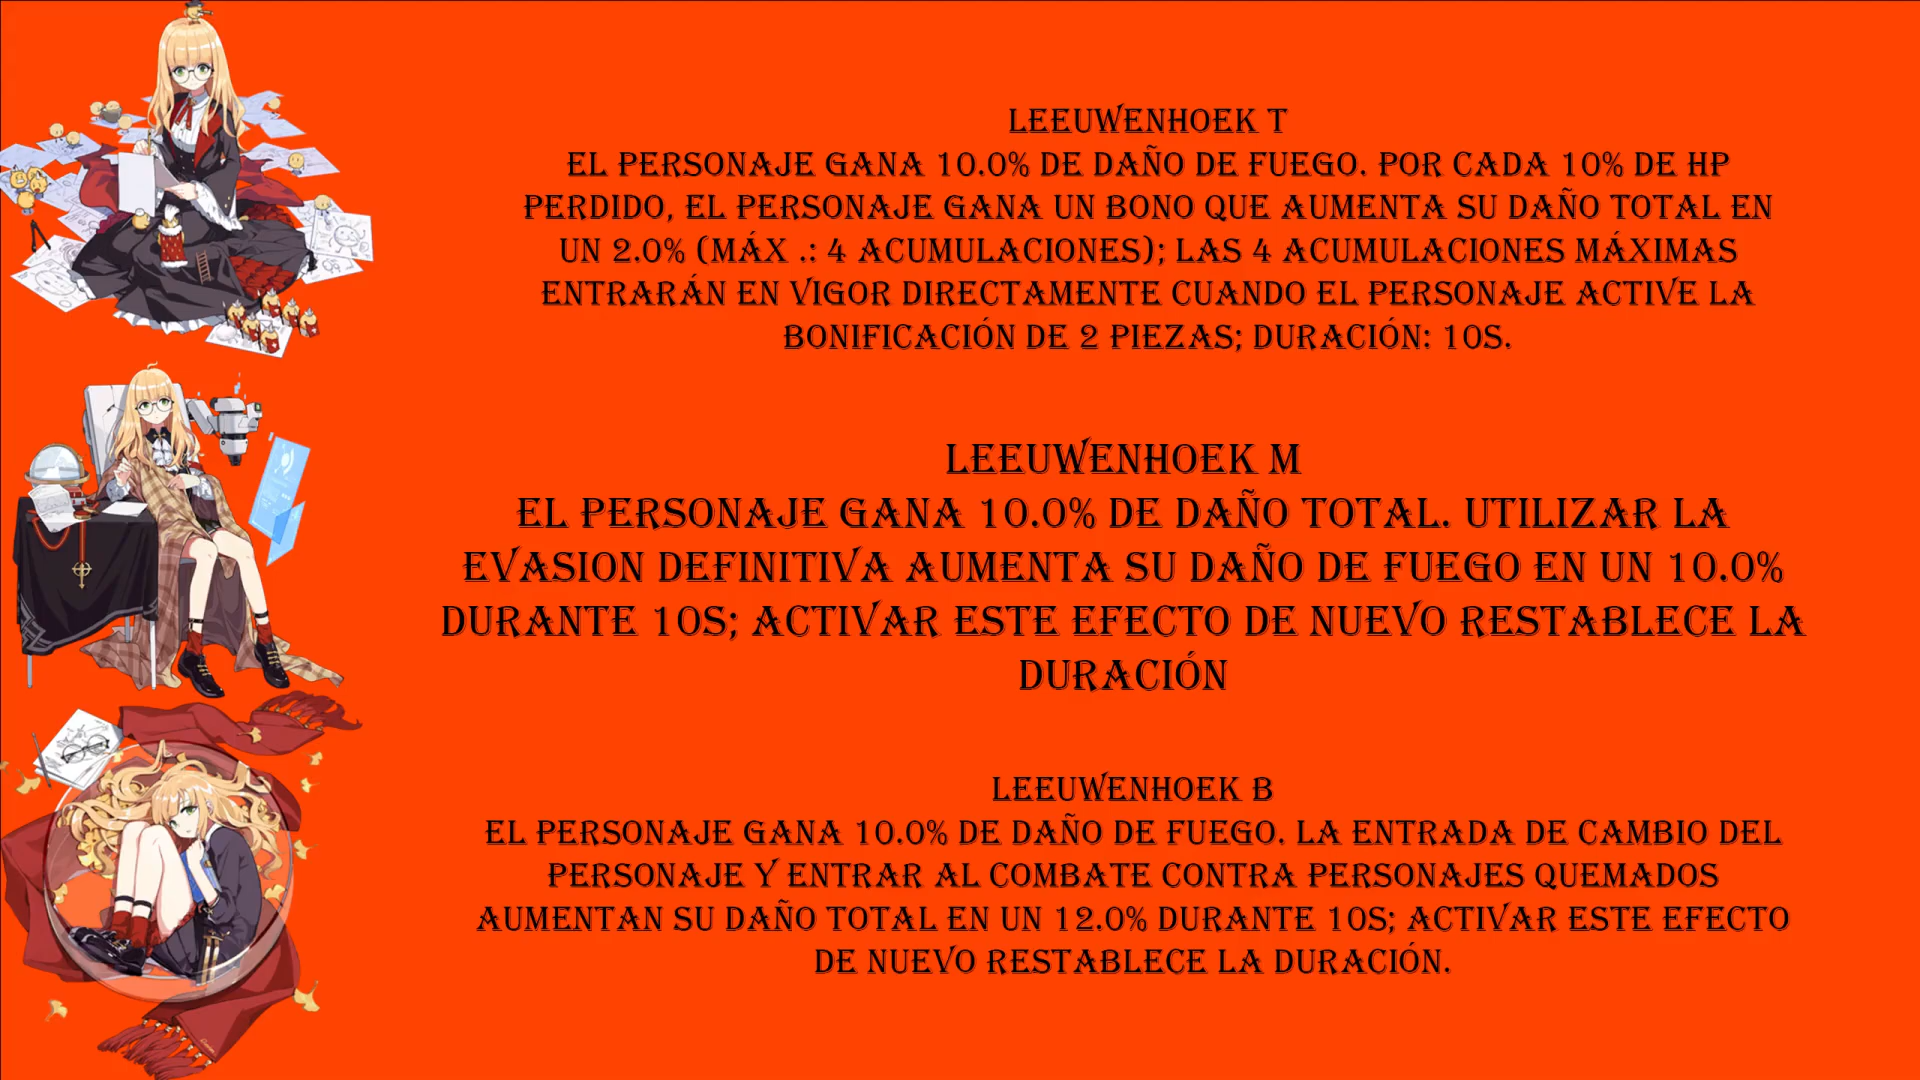 LEEUWENHOEK T
EL PERSONAJE GANA 10.0% DE DAÑO DE FUEGO. POR CADA 10% DE HP
PERDIDO, EL PERSONAJE GANA UN BONO QUE AUMENTA SU DAÑO TOTAL EN
UN 2.0% (MÁX .: 4 ACUMULACIONES); LAS 4 ACUMULACIONES MÁXIMAS
ENTRARÁN EN VIGOR DIRECTAMENTE CUANDO EL PERSONAJE ACTIVE LA
BONIFICACIÓN DE 2 PIEZAS; DURACIÓN: 10S.
LEEUWENHOEK M
EL PERSONAJE GANA 10.0% DE DAÑO TOTAL. UTILIZAR LA
EVASION DEFINITIVA AUMENTA SU DAÑO DE FUEGO EN UN 10.0%
DURANTE 10S; ACTIVAR ESTE EFECTO DE NUEVO RESTABLECE LA
DURACIÓN
LEEUWENHOEK B
EL PERSONAJE GANA 10.0% DE DAÑO DE FUEGO. LA ENTRADA DE CAMBIO DEL
PERSONAJE Y ENTRAR AL COMBATE CONTRA PERSONAJES QUEMADOS
AUMENTAN SU DAÑO TOTAL EN UN 12.0% DURANTE 10S; ACTIVAR ESTE EFECTO
DE NUEVO RESTABLECE LA DURACIÓN.